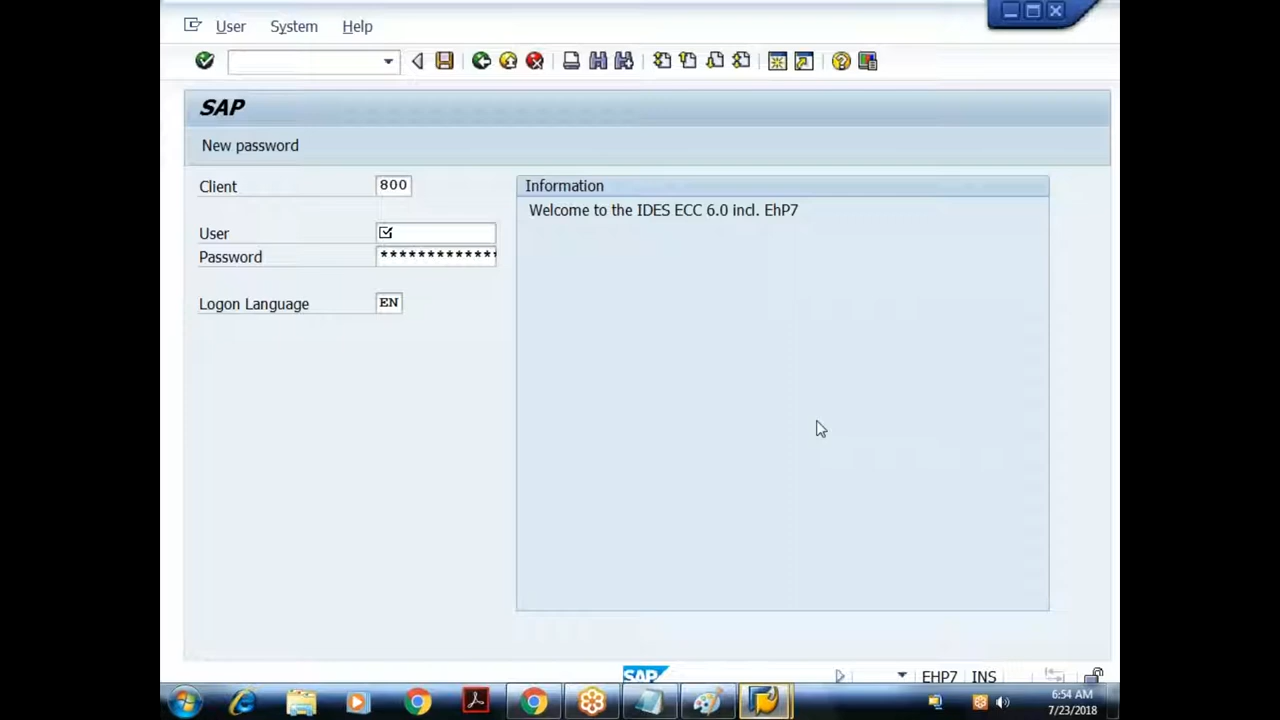 User System Help
SAP
New password
Client 800
Information
Welcome to the IDES ECC 6.0 incl. EhP7
User
Password *************
Logon Language EN
SAP
EHP7 INS
6:54 AM
7/23/2018